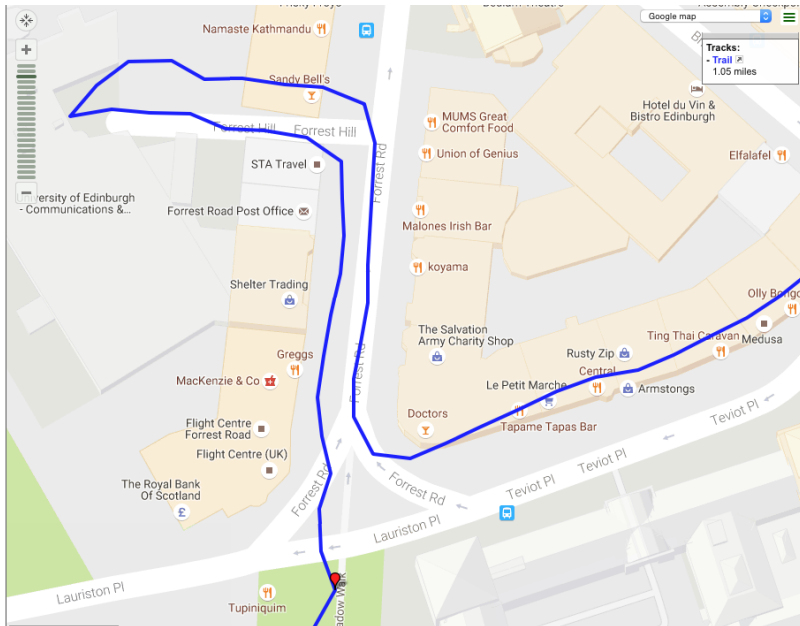 Namaste Kathmandu
Google map
Tracks:
- Trail
1.05 miles
Sandy Bell's
Hotel du Vin &
Bistro Edinburgh
MUMS Great
Comfort Food
Forrest Hill
Forrest Hill
Elfalafel
Union of Genius
STA Travel
Forrest Rd
University of Edinburgh
- Communications &...
Forrest Road Post Office
Malones Irish Bar
koyama
Shelter Trading
Olly Bongo
The Salvation
Army Charity Shop
Ting Thai Caravan
Medusa
Rusty Zip
Greggs
Forrest Rd
Central
MacKenzie & Co
Le Petit Marche
Armstongs
Doctors
Teviot Pl
Flight Centre
Forrest Road
Tapame Tapas Bar
Flight Centre (UK)
Teviot Pl
Forrest Rd
Forrest Rd
The Royal Bank
Of Scotland
Teviot Pl
Lauriston Pl
Lauriston Pl
Tupiniquim
adow Walk